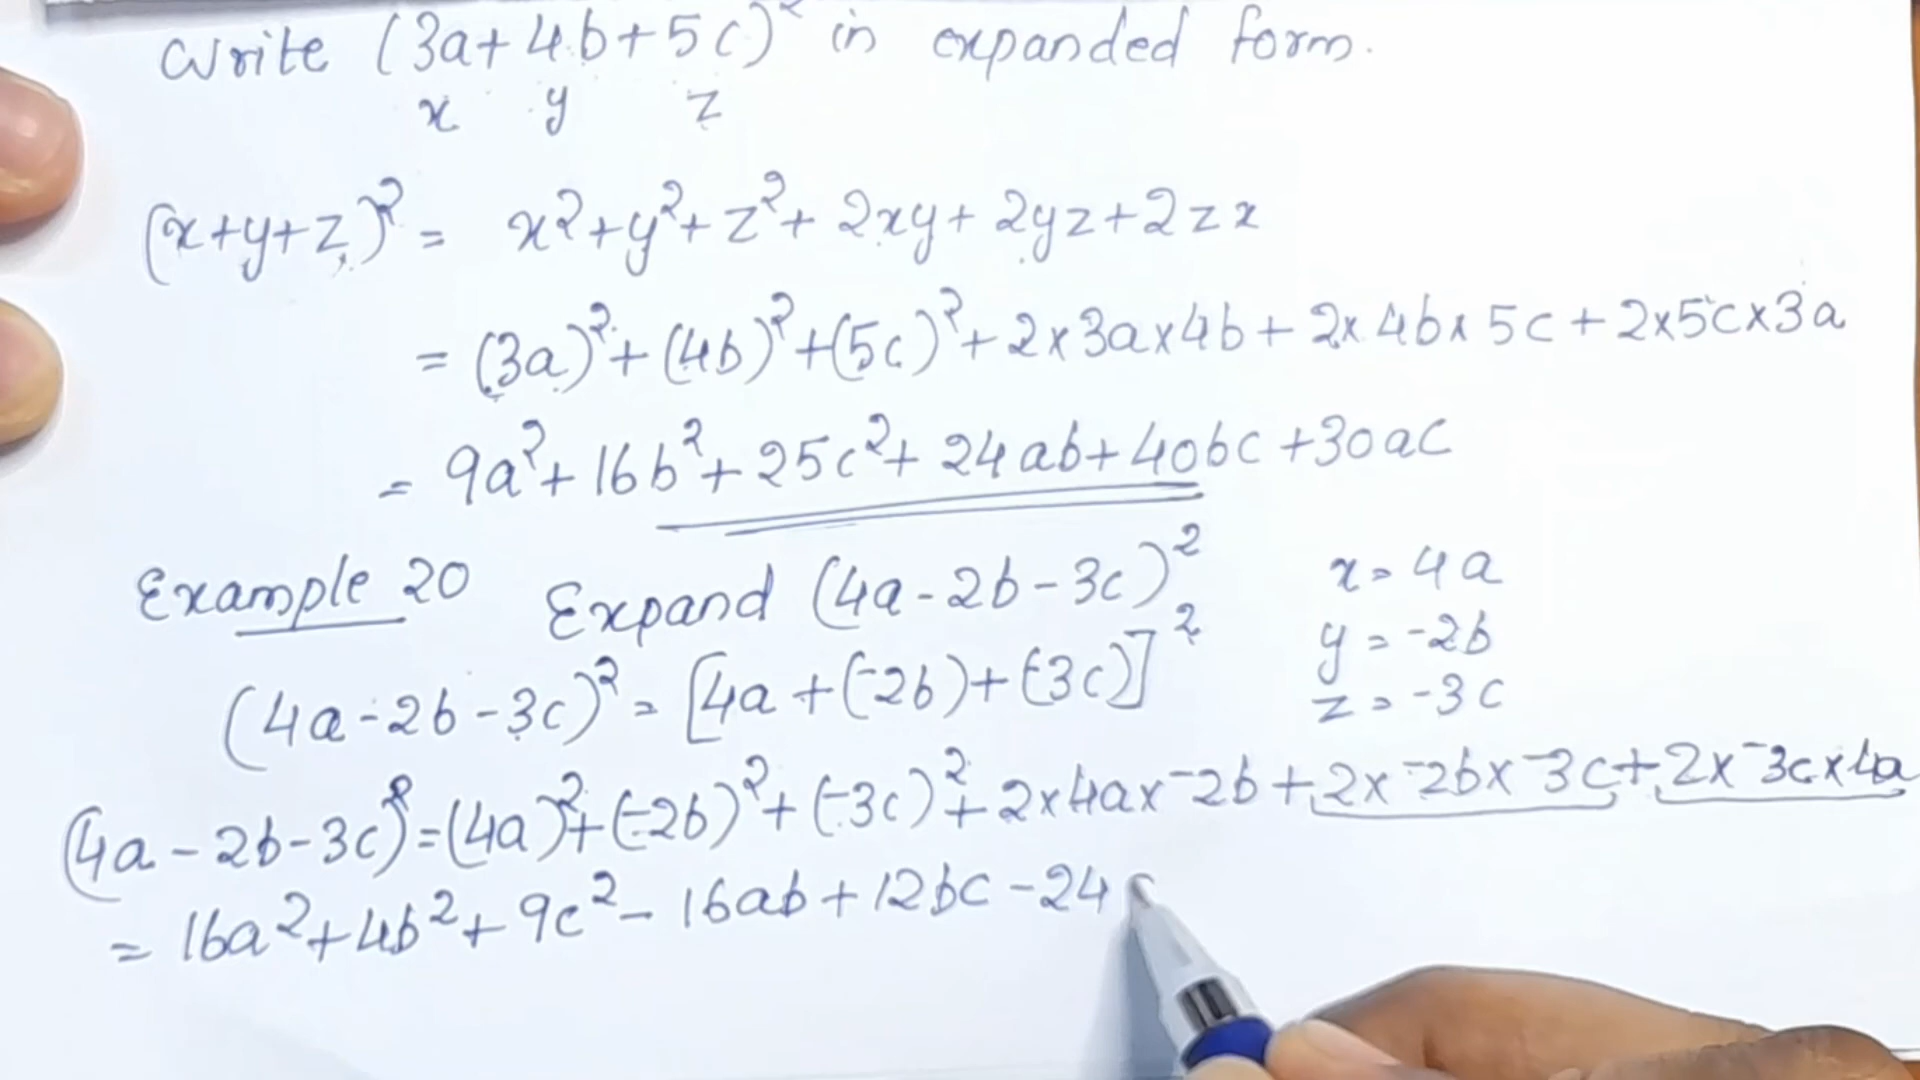 Write (3a+4b+5c)² in expanded form.
x y z
(x+y+z)² = x²+y²+z²+2xy+2yz+2zx
= (3a)²+(4b)²+(5c)²+2×3a×4b+2×4b×5c+2×5c×3a
= 9a²+16b²+25c²+24ab+40bc+30ac
Example 20 Expand (4a-2b-3c)²
x=4a
y=-2b
z=-3c
(4a-2b-3c)² = [4a+(-2b)+(-3c)]²
(4a-2b-3c)²=(4a)²+(-2b)²+(-3c)²+2×4a×-2b+2×-2b×-3c+2×-3c×4a
= 16a²+4b²+9c²-16ab+12bc-24